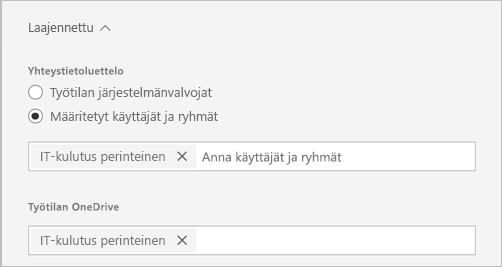 Laajennettu
Yhteystietoluettelo
Työtilan järjestelmänvalvojat
Määritetyt käyttäjät ja ryhmät
IT-kulutus perinteinen Anna käyttäjät ja ryhmät
Työtilan OneDrive
IT-kulutus perinteinen